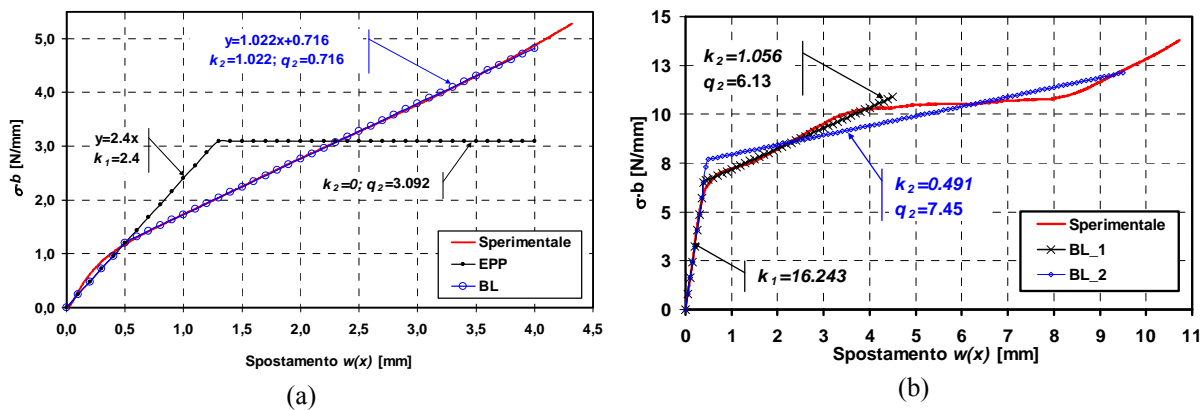 σ·b [N/mm]
5,0
4,0
3,0
2,0
1,0
0,0
y=1.022x+0.716
k2=1.022; q2=0.716
y=2.4x
k1=2.4
k2=0; q2=3.092
Sperimentale
EPP
BL
0,0 0,5 1,0 1,5 2,0 2,5 3,0 3,5 4,0 4,5
Spostamento w(x) [mm]
(a)
σ·b [N/mm]
15
13
10
8
5
3
0
k2=1.056
q2=6.13
k2=0.491
q2=7.45
k1=16.243
Sperimentale
BL_1
BL_2
0 1 2 3 4 5 6 7 8 9 10 11
Spostamento w(x) [mm]
(b)